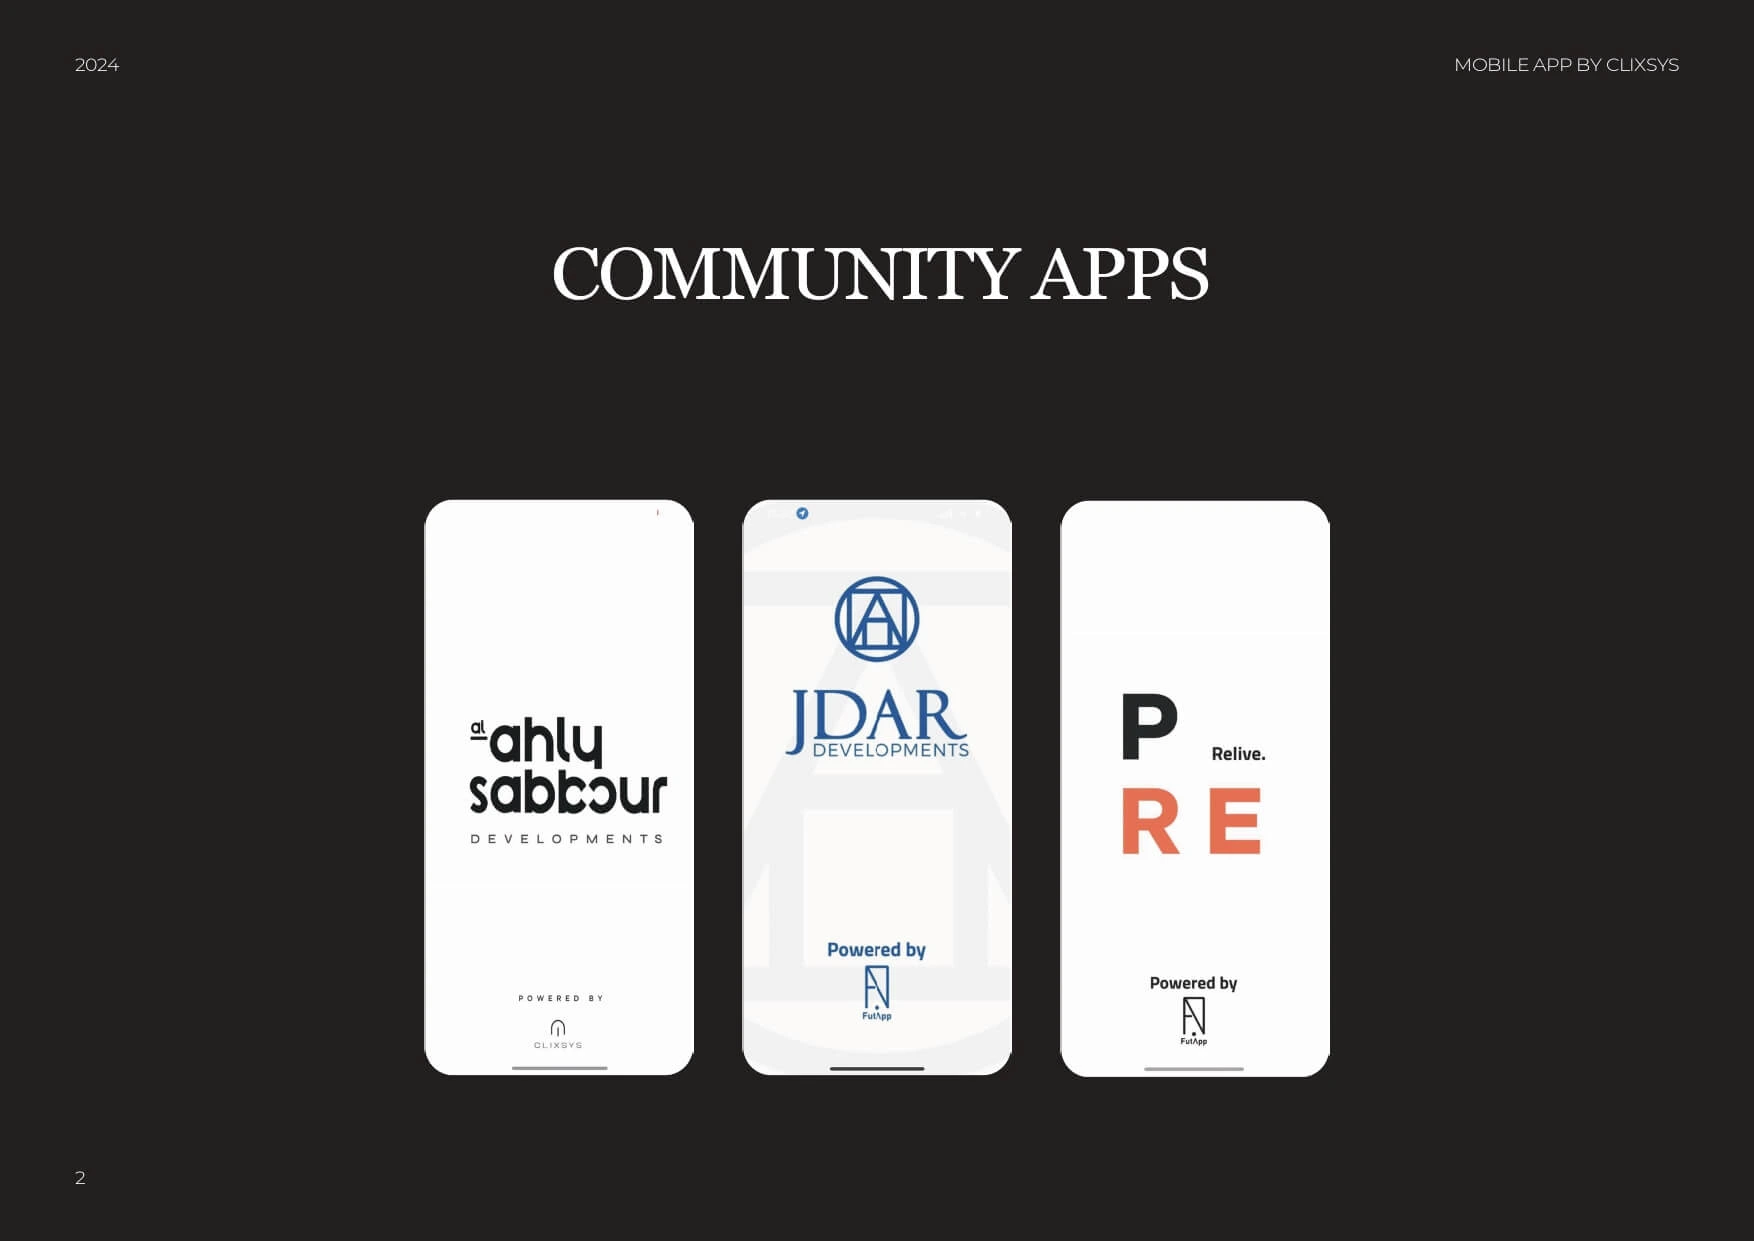 2024
MOBILE APP BY CLIXSYS
COMMUNITY APPS
al ahly
sabbour
DEVELOPMENTS
POWERED BY
CLIXSYS
JDAR
DEVELOPMENTS
Powered by
FutApp
P
Relive.
RE
Powered by
FutApp
2